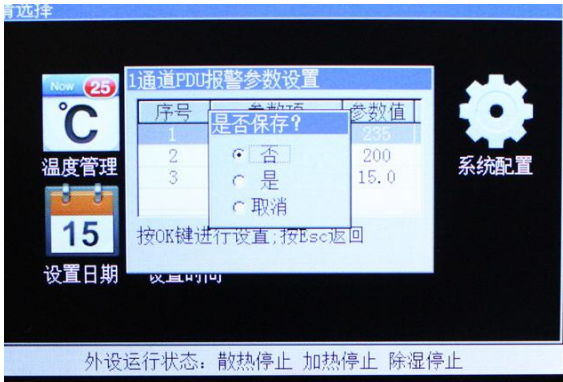 请选择
Now 25
℃
温度管理
15
设置日期
设置时间
系统配置
1通道PDU报警参数设置
序号 参数项 参数值
1 235
2 200
3 15.0
是否保存?
否
是
取消
按OK键进行设置;按Esc返回
外设运行状态: 散热停止 加热停止 除湿停止